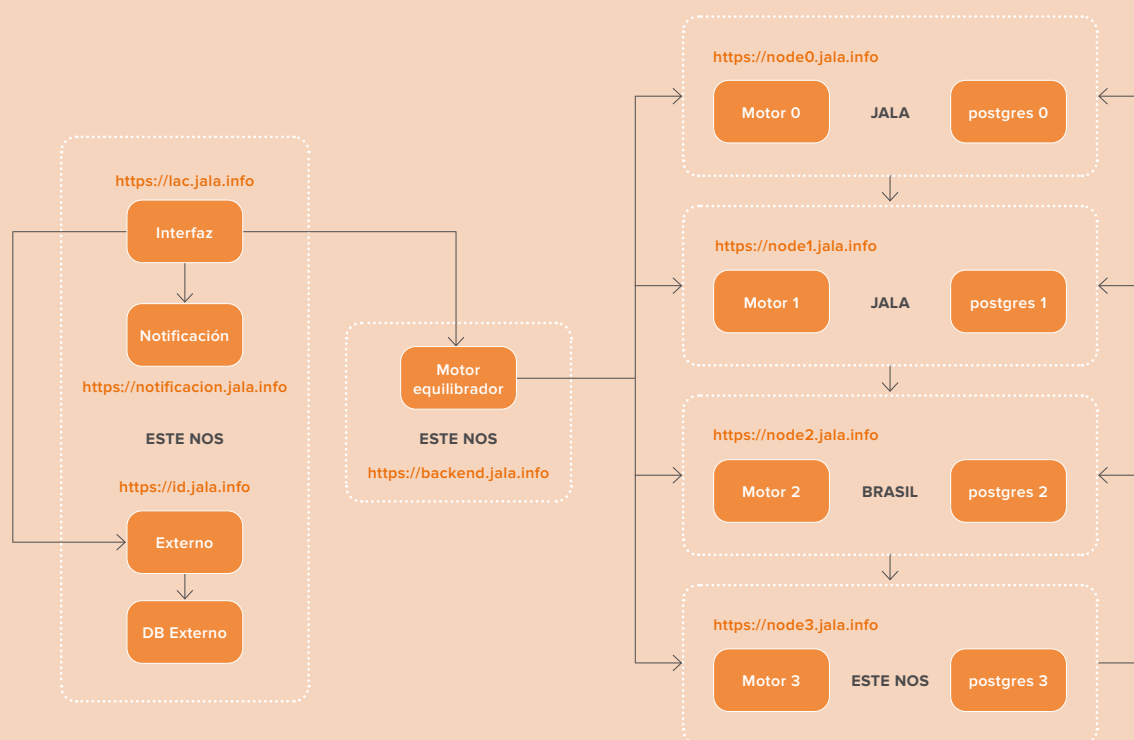 https://lac.jala.info
Interfaz
Notificación
https://notificacion.jala.info
ESTE NOS
https://id.jala.info
Externo
DB Externo
Motor
equilibrador
ESTE NOS
https://backend.jala.info
https://node0.jala.info
Motor 0 JALA postgres 0
https://node1.jala.info
Motor 1 JALA postgres 1
https://node2.jala.info
Motor 2 BRASIL postgres 2
https://node3.jala.info
Motor 3 ESTE NOS postgres 3